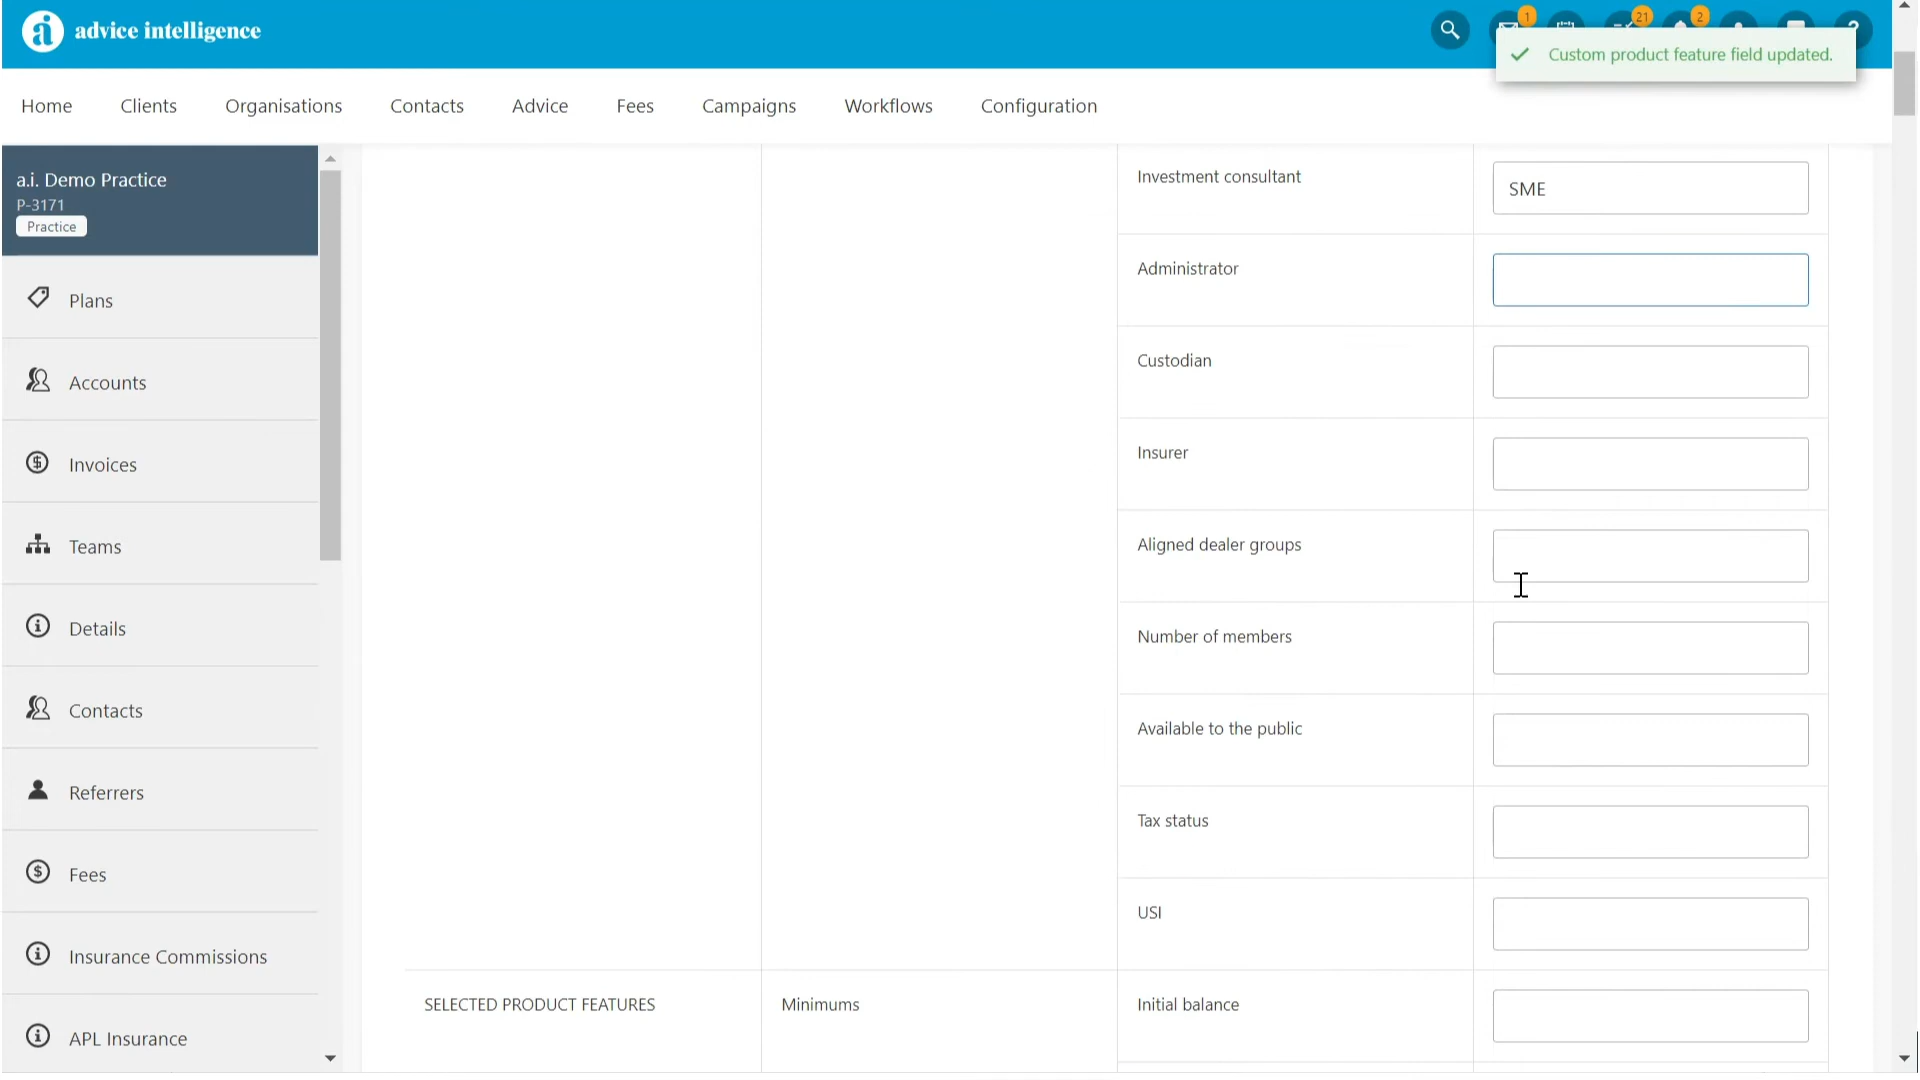 advice intelligence
1
21
2
?
Custom product feature field updated.
Home Clients Organisations Contacts Advice Fees Campaigns Workflows Configuration
a.i. Demo Practice
P-3171
Practice
Plans
Accounts
Invoices
Teams
Details
Contacts
Referrers
Fees
Insurance Commissions
APL Insurance
Investment consultant SME
Administrator
Custodian
Insurer
Aligned dealer groups
Number of members
Available to the public
Tax status
USI
SELECTED PRODUCT FEATURES Minimums Initial balance